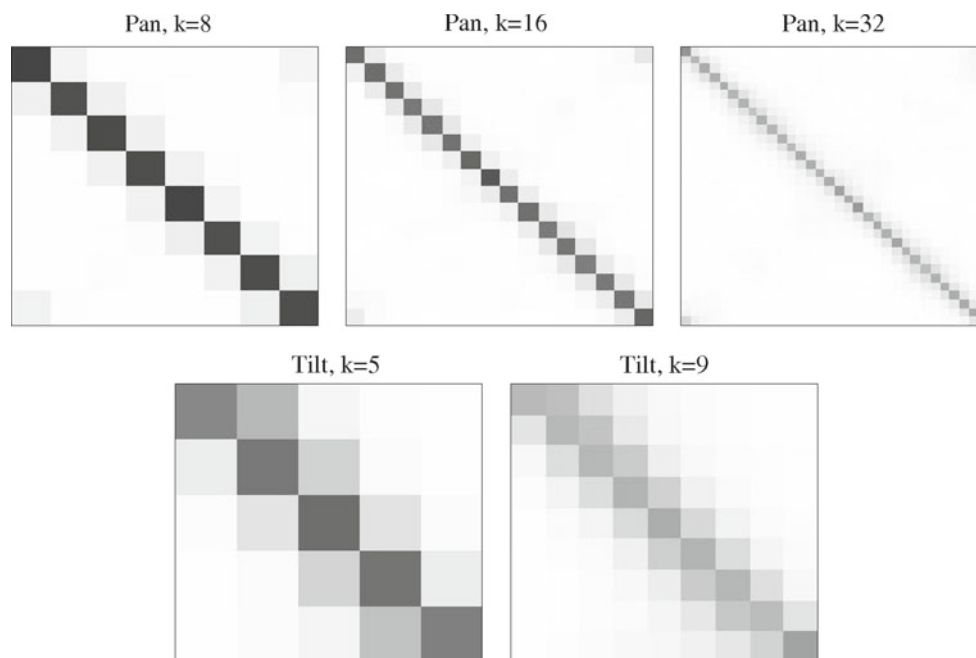 Pan, k=8
Pan, k=16
Pan, k=32
Tilt, k=5
Tilt, k=9